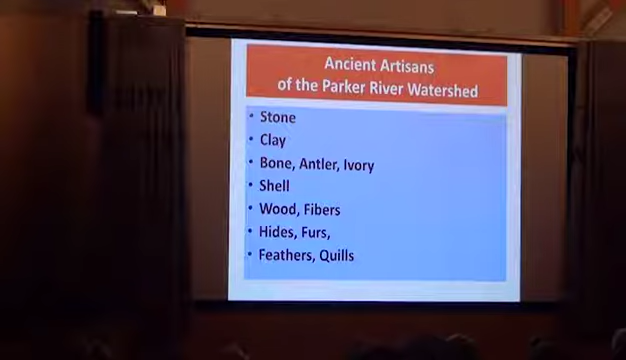 Ancient Artisans
of the Parker River Watershed
• Stone
• Clay
• Bone, Antler, Ivory
• Shell
• Wood, Fibers
• Hides, Furs,
• Feathers, Quills